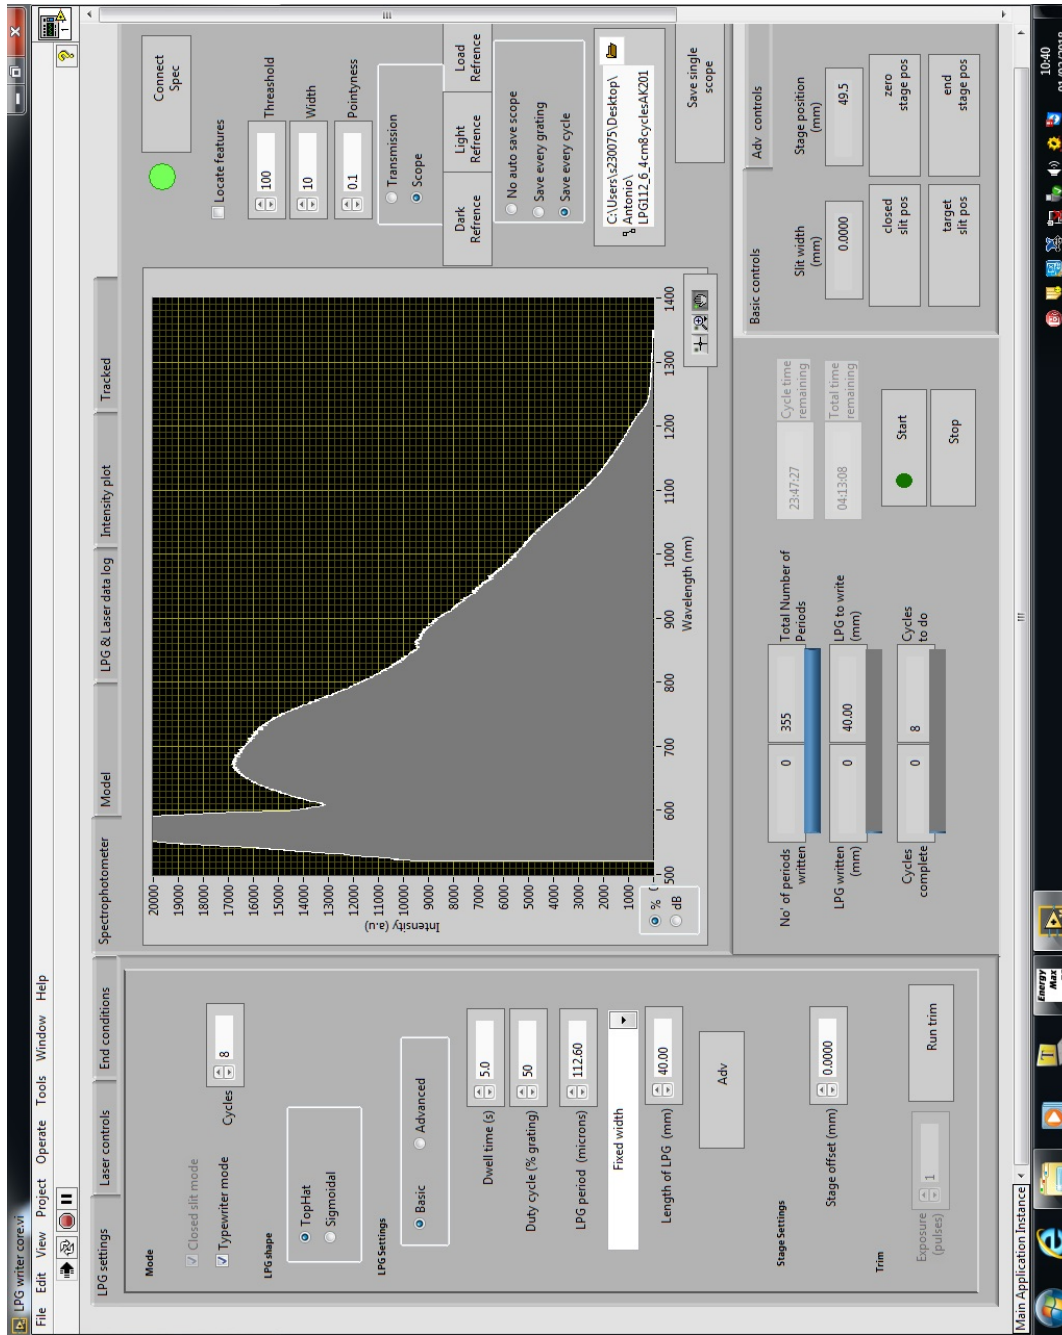 LPG writer core.vi
File Edit View Project Operate Tools Window Help
LPG settings
Laser controls
End conditions
Mode
Closed slit mode
Typewriter mode
8
Cycles
LPG shape
TopHat
Sigmoidal
LPG Settings
Basic
Advanced
Dwell time (s)
5.0
Duty cycle (% grating)
50
LPG period (microns)
112.60
Fixed width
Length of LPG (mm)
40.00
Adv
Stage Settings
Stage offset (mm)
0.0000
Trim
Exposure
(pulses)
1
Run trim
Spectrophotometer
Model
LPG & Laser data log
Intensity plot
Tracked
20000
19000
18000
17000
16000
15000
14000
13000
12000
11000
10000
9000
8000
7000
6000
5000
4000
3000
2000
1000
0
Intensity (a.u)
500 600 700 800 900 1000 1100 1200 1300 1400
Wavelength (nm)
%
dB
Connect
Spec
Locate features
100
Threashold
10
Width
0.1
Pointyness
Transmission
Scope
Dark
Refrence
Light
Refrence
Load
Refrence
No auto save scope
Save every grating
Save every cycle
C:\Users\s230075\Desktop\
Antonio\
LPG112_6_4cm8cyclesAK201
Save single
scope
No' of periods
written
0
355
Total Number of
Periods
LPG written
(mm)
0
40.00
LPG to write
(mm)
Cycles
complete
0
8
Cycles
to do
23:47:27
Cycle time
remaining
04:13:08
Total time
remaining
Start
Stop
Basic controls
Adv controls
Slit width
(mm)
0.0000
Stage position
(mm)
49.5
closed
slit pos
zero
stage pos
target
slit pos
end
stage pos
Main Application Instance
Energy
Max
10:40